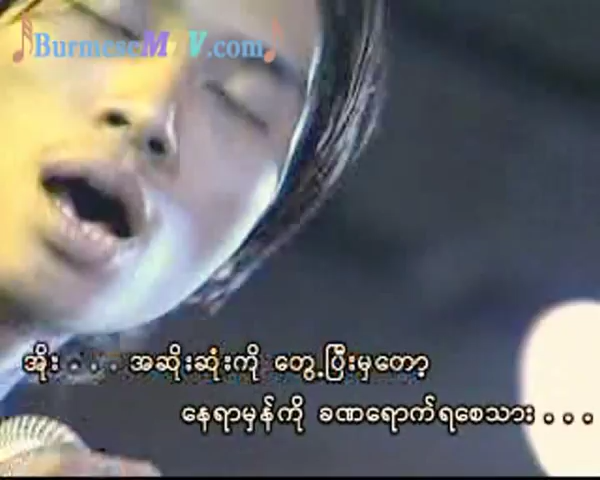 BurmeseMTV.com
အိုး . . . အဆိုးဆုံးကို တွေ့ပြီးမှတော့
နေရာမှန်ကို ခဏရောက်ရစေသား . . .